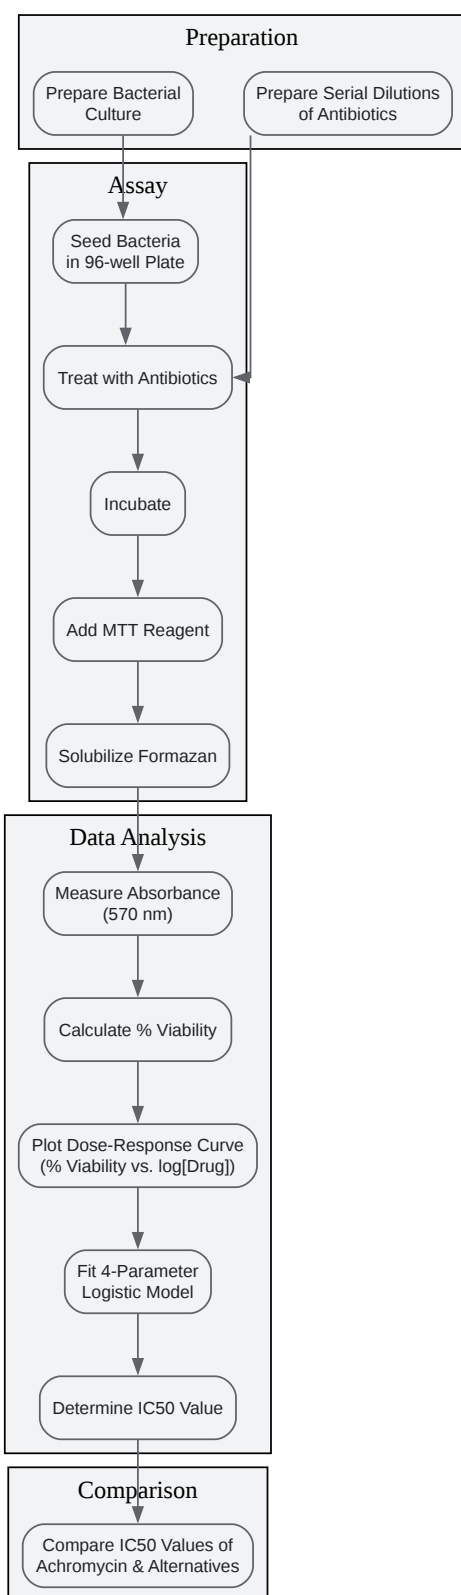 Preparation
Prepare Bacterial
Culture
Prepare Serial Dilutions
of Antibiotics
Assay
Seed Bacteria
in 96-well Plate
Treat with Antibiotics
Incubate
Add MTT Reagent
Solubilize Formazan
Data Analysis
Measure Absorbance
(570 nm)
Calculate % Viability
Plot Dose-Response Curve
(% Viability vs. log[Drug])
Fit 4-Parameter
Logistic Model
Determine IC50 Value
Comparison
Compare IC50 Values of
Achromycin & Alternatives